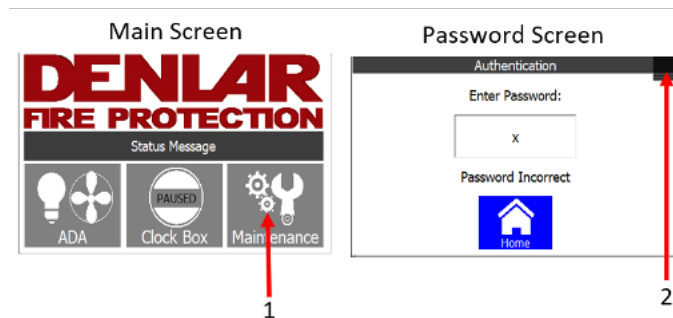 Main Screen
DENLAR
FIRE PROTECTION
Status Message
ADA
PAUSED
Clock Box
Maintenance
1
Password Screen
Authentication
Enter Password:
x
Password Incorrect
Home
2